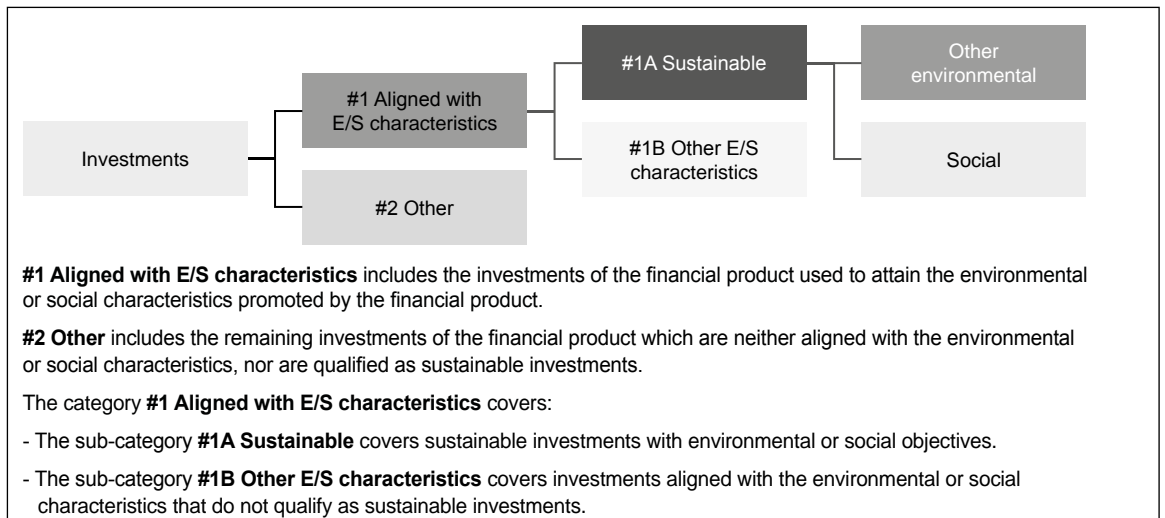 Investments
#1 Aligned with
E/S characteristics
#2 Other
#1A Sustainable
#1B Other E/S
characteristics
Other
environmental
Social
#1 Aligned with E/S characteristics includes the investments of the financial product used to attain the environmental
or social characteristics promoted by the financial product.
#2 Other includes the remaining investments of the financial product which are neither aligned with the environmental
or social characteristics, nor are qualified as sustainable investments.
The category #1 Aligned with E/S characteristics covers:
- The sub-category #1A Sustainable covers sustainable investments with environmental or social objectives.
- The sub-category #1B Other E/S characteristics covers investments aligned with the environmental or social
characteristics that do not qualify as sustainable investments.